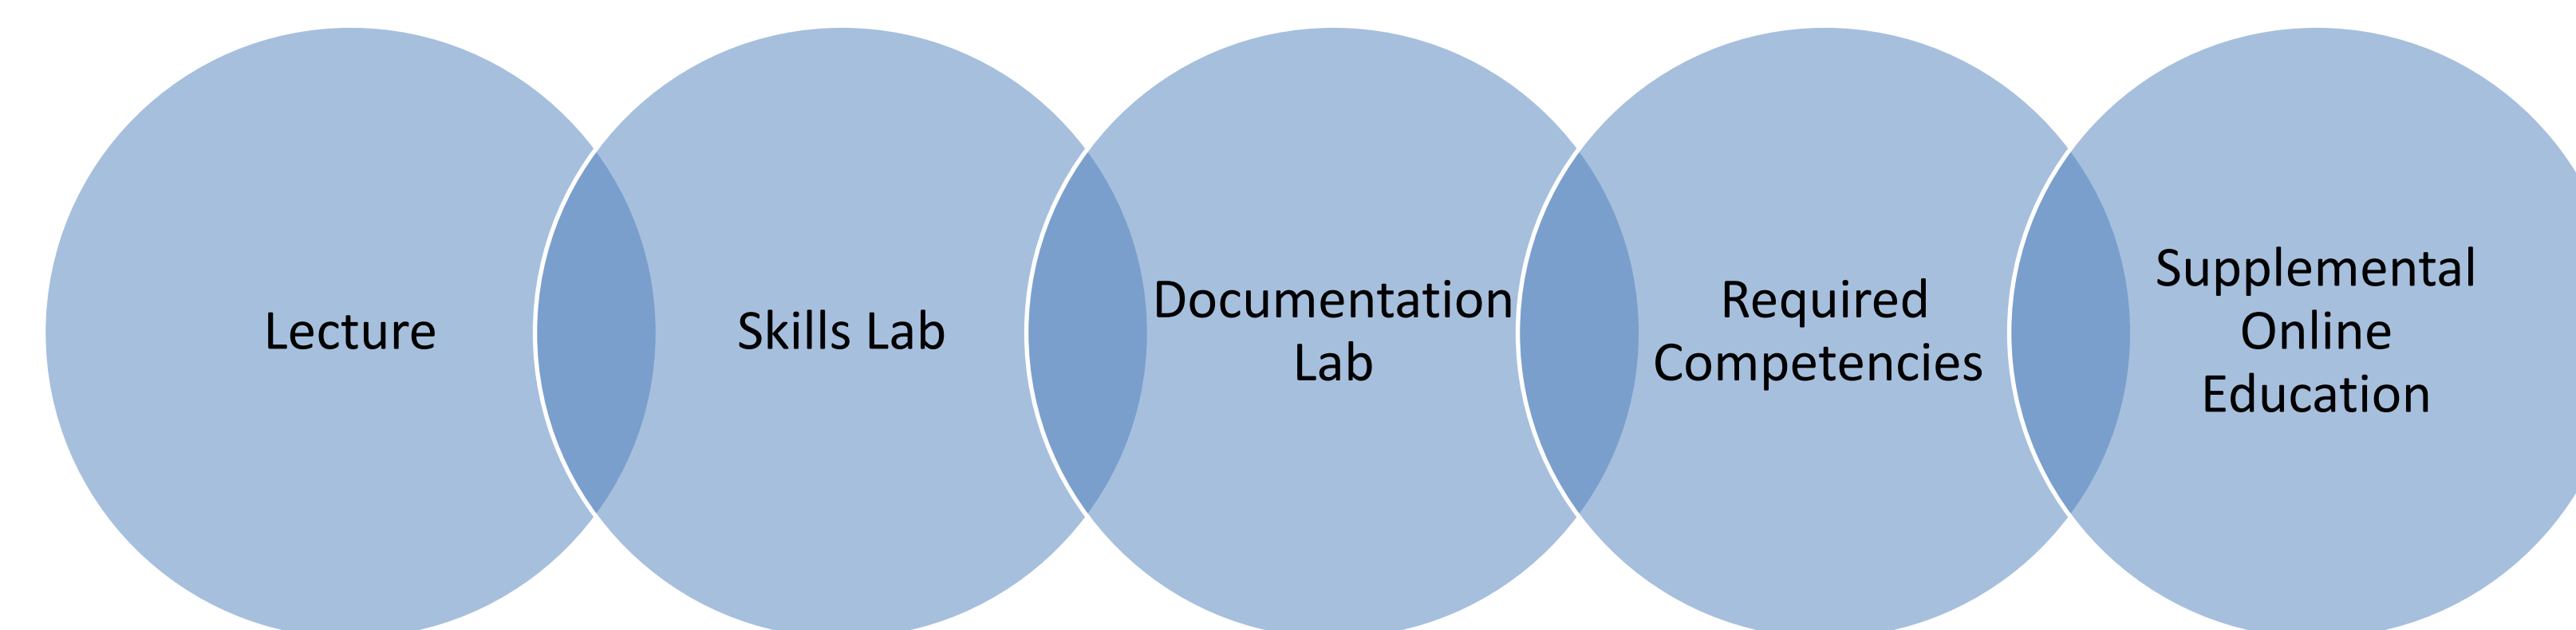 Lecture
Skills Lab
Documentation
Lab
Required
Competencies
Supplemental
Online
Education